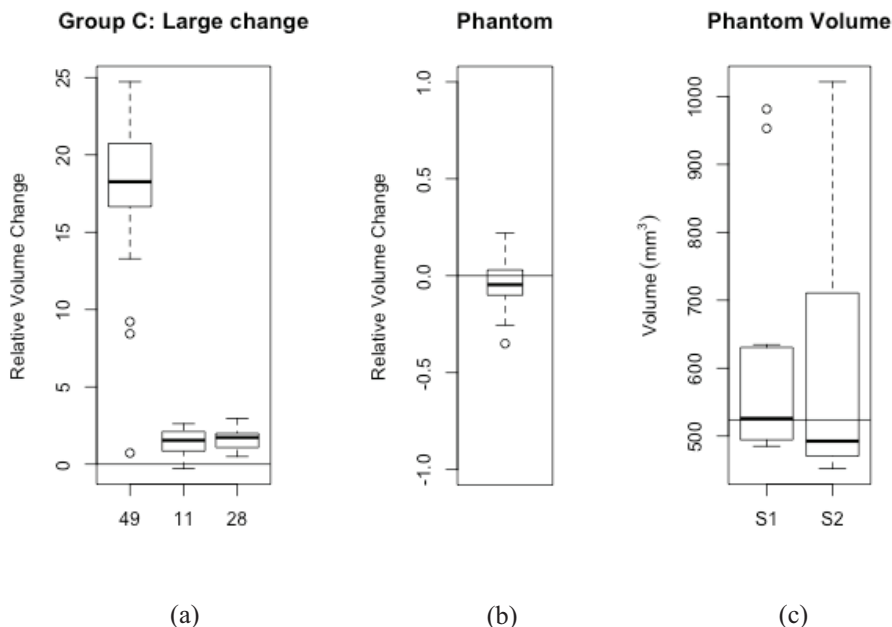 Group C: Large change
Relative Volume Change
25
20
15
10
5
0
49 11 28
(a)
Phantom
Relative Volume Change
1.0
0.5
0.0
-0.5
-1.0
(b)
Phantom Volume
Volume (mm³)
1000
900
800
700
600
500
S1 S2
(c)